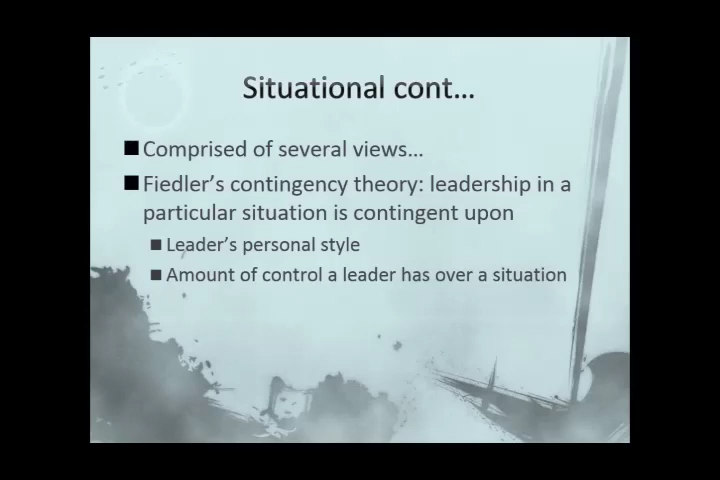 Situational cont…
Comprised of several views…
Fiedler’s contingency theory: leadership in a
particular situation is contingent upon
Leader’s personal style
Amount of control a leader has over a situation